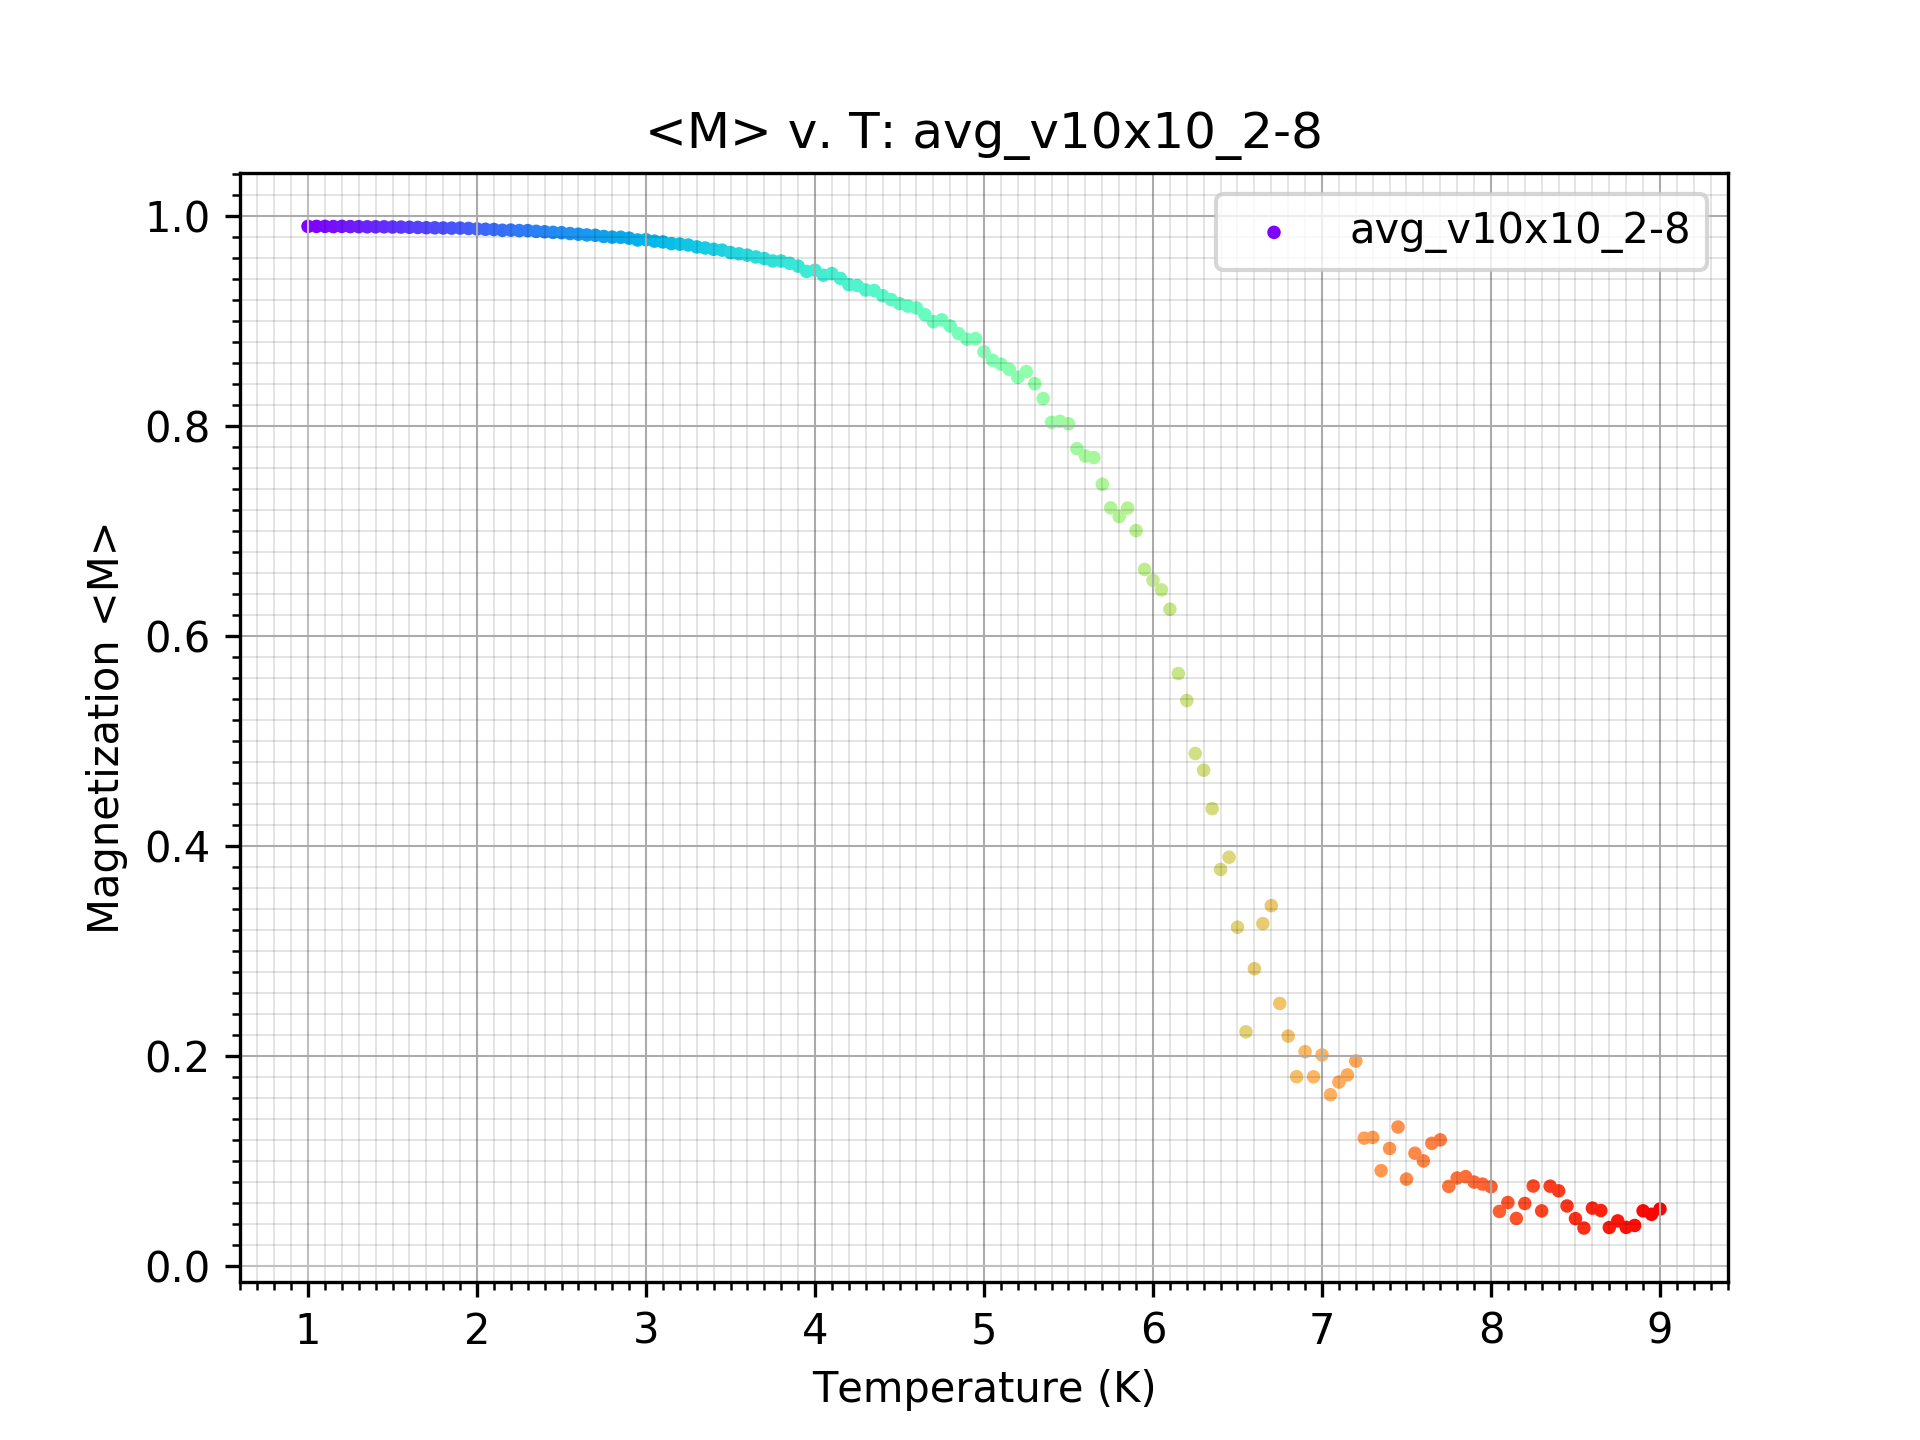 <M> v. T: avg_v10x10_2-8
avg_v10x10_2-8
Magnetization <M>
1.0
0.8
0.6
0.4
0.2
0.0
1 2 3 4 5 6 7 8 9
Temperature (K)